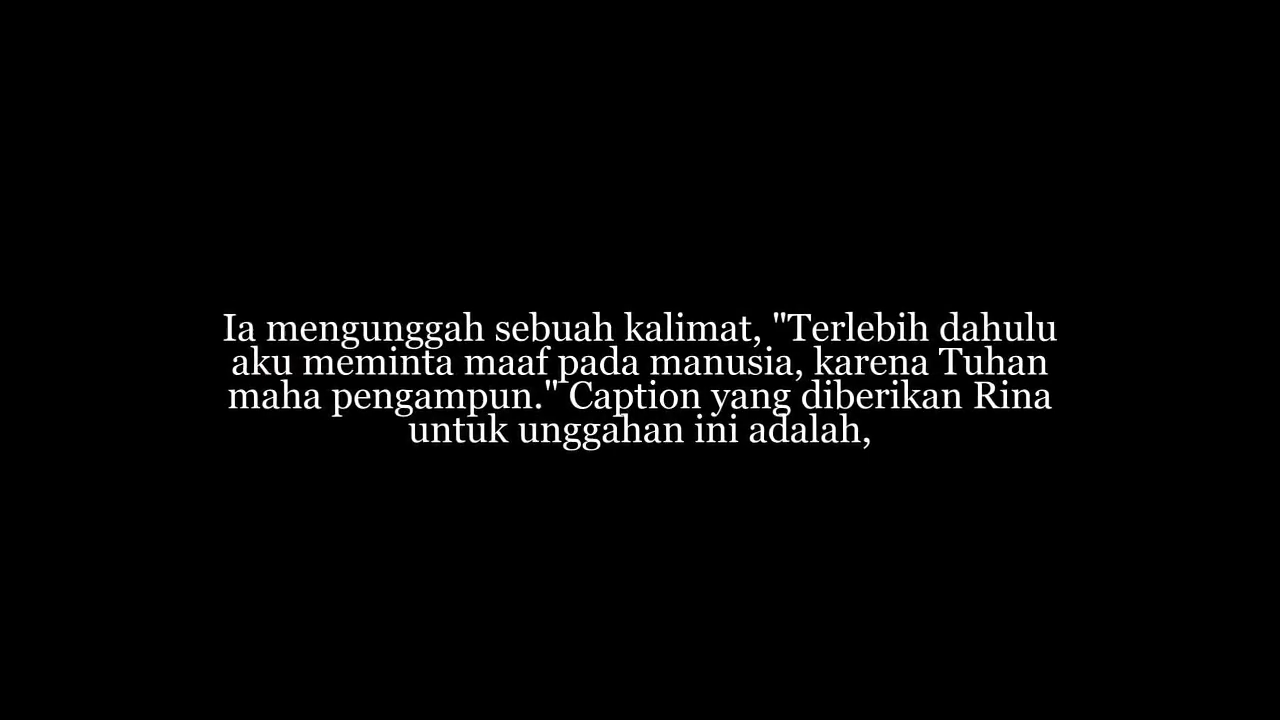 Ia mengunggah sebuah kalimat, "Terlebih dahulu
aku meminta maaf pada manusia, karena Tuhan
maha pengampun." Caption yang diberikan Rina
untuk unggahan ini adalah,